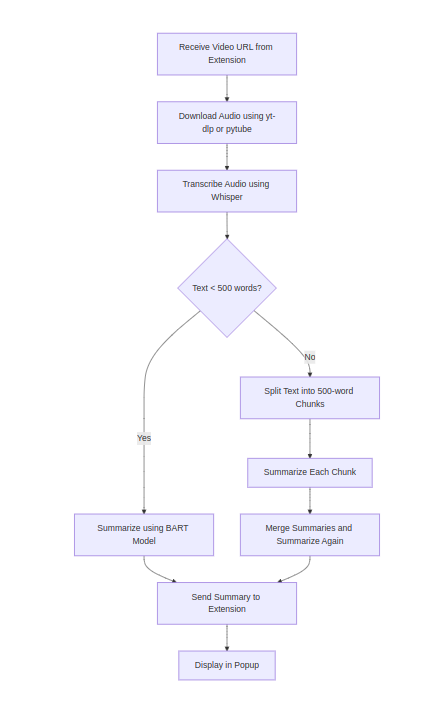 Receive Video URL from
Extension
Download Audio using yt-
dlp or pytube
Transcribe Audio using
Whisper
Text < 500 words?
No
Split Text into 500-word
Chunks
Yes
Summarize Each Chunk
Summarize using BART
Model
Merge Summaries and
Summarize Again
Send Summary to
Extension
Display in Popup